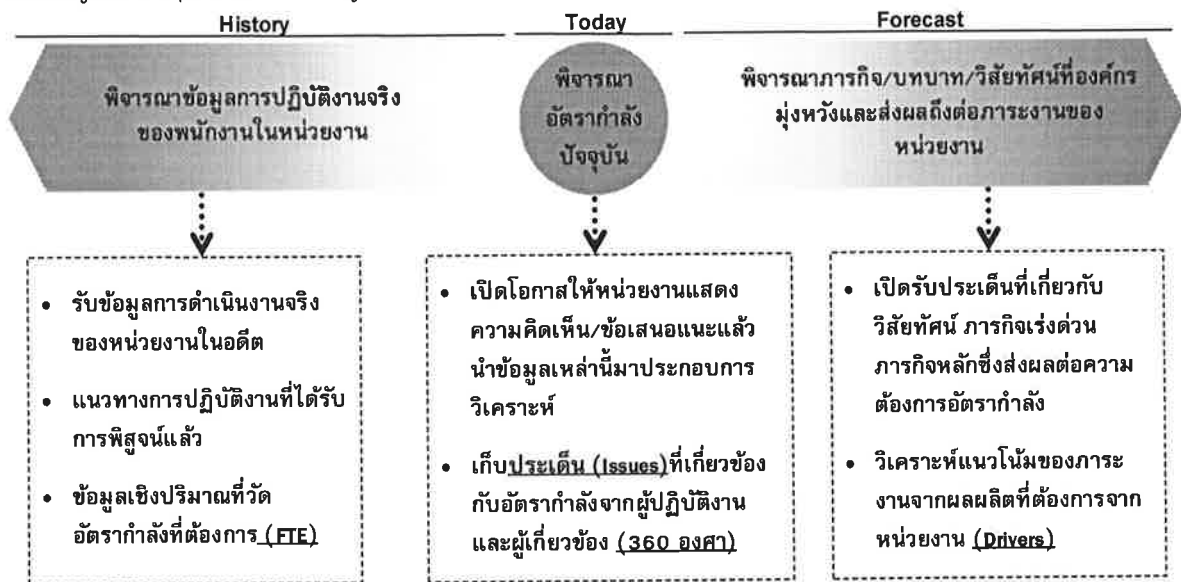 History
Today
Forecast
พิจารณาข้อมูลการปฏิบัติงานจริง
ของพนักงานในหน่วยงาน
พิจารณา
อัตรากำลัง
ปัจจุบัน
พิจารณาภารกิจ/บทบาท/วิสัยทัศน์ที่องค์กร
มุ่งหวังและส่งผลถึงต่อภาระงานของ
หน่วยงาน
• รับข้อมูลการดำเนินงานจริง
ของหน่วยงานในอดีต
• แนวทางการปฏิบัติงานที่ได้รับ
การพิสูจน์แล้ว
• ข้อมูลเชิงปริมาณที่วัด
อัตรากำลังที่ต้องการ (FTE)
• เปิดโอกาสให้หน่วยงานแสดง
ความคิดเห็น/ข้อเสนอแนะแล้ว
นำข้อมูลเหล่านี้มาประกอบการ
วิเคราะห์
• เก็บประเด็น (Issues)ที่เกี่ยวข้อง
กับอัตรากำลังจากผู้ปฏิบัติงาน
และผู้เกี่ยวข้อง (360 องศา)
• เปิดรับประเด็นที่เกี่ยวกับ
วิสัยทัศน์ ภารกิจเร่งด่วน
ภารกิจหลักซึ่งส่งผลต่อความ
ต้องการอัตรากำลัง
• วิเคราะห์แนวโน้มของภาระ
งานจากผลผลิตที่ต้องการจาก
หน่วยงาน (Drivers)